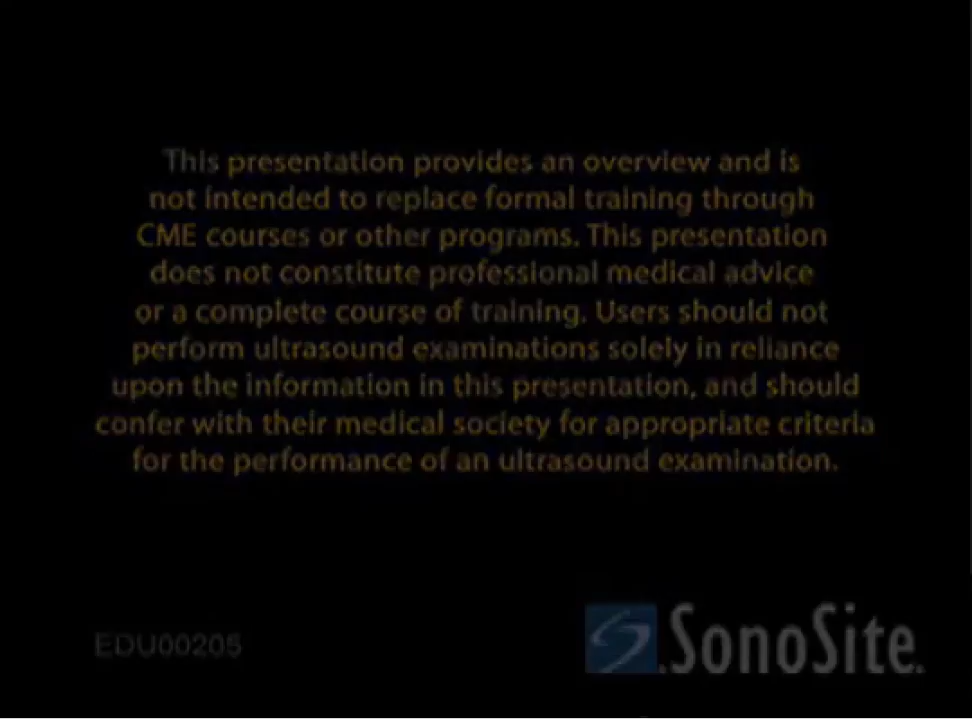 This presentation provides an overview and is
not intended to replace formal training through
CME courses or other programs. This presentation
does not constitute professional medical advice
or a complete course of training. Users should not
perform ultrasound examinations solely in reliance
upon the information in this presentation, and should
confer with their medical society for appropriate criteria
for the performance of an ultrasound examination.
EDU00205
SonoSite.